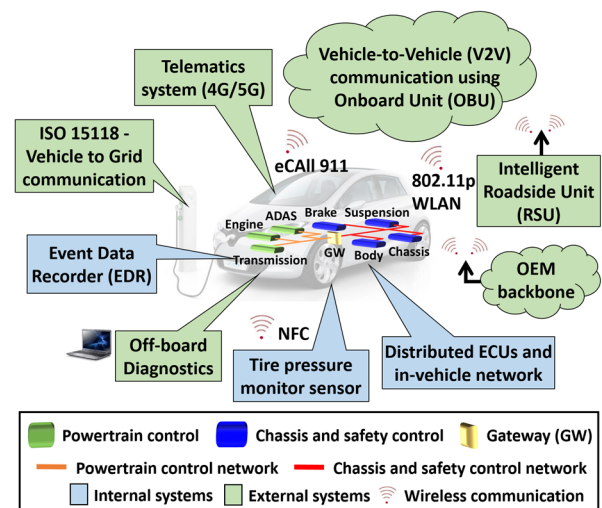 Vehicle-to-Vehicle (V2V)
communication using
Onboard Unit (OBU)
Telematics
system (4G/5G)
ISO 15118 -
Vehicle to Grid
communication
eCAll 911
802.11p
WLAN
Intelligent
Roadside Unit
(RSU)
Engine
ADAS
Brake
Suspension
Transmission
GW
Body
Chassis
Event Data
Recorder (EDR)
OEM
backbone
Off-board
Diagnostics
NFC
Tire pressure
monitor sensor
Distributed ECUs and
in-vehicle network
Powertrain control
Chassis and safety control
Gateway (GW)
Powertrain control network
Chassis and safety control network
Internal systems
External systems
Wireless communication